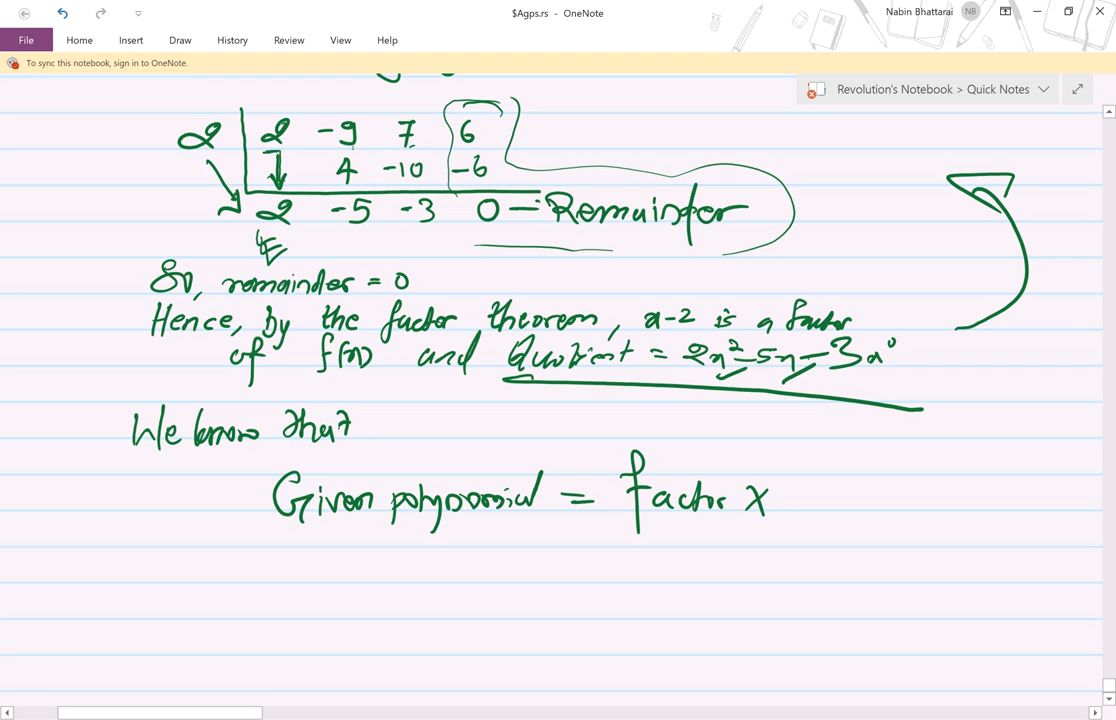 $Agps.rs - OneNote
Nabin Bhattarai NB
File Home Insert Draw History Review View Help
To sync this notebook, sign in to OneNote.
Revolution's Notebook > Quick Notes
2 2 -9 7 6
4 -10 -6
2 -5 -3 0 - Remainder
So, remainder = 0
Hence, by the factor theorem, x-2 is a factor
of f(x) and Quotient = 2x² - 5x - 3x⁰
We know that
Given polynomial = factor ×